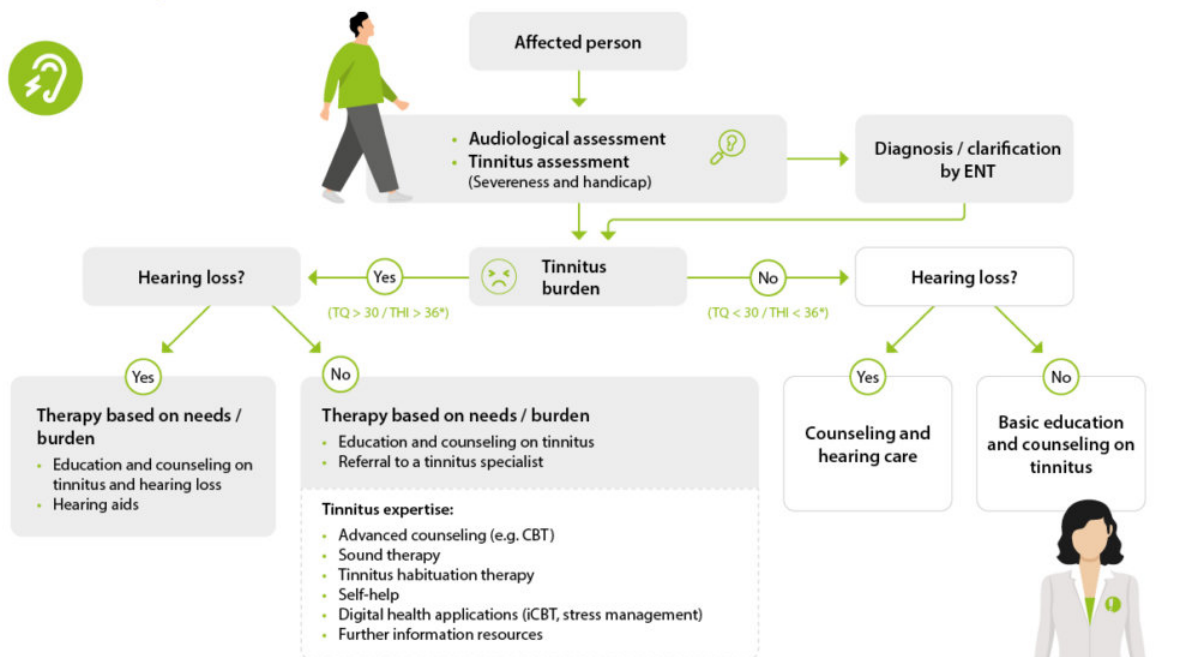 Affected person
• Audiological assessment
• Tinnitus assessment
(Severeness and handicap)
Diagnosis / clarification
by ENT
Hearing loss?
Yes
(TQ > 30 / THI > 36*)
Tinnitus
burden
No
(TQ < 30 / THI < 36*)
Hearing loss?
Yes
Therapy based on needs /
burden
• Education and counseling on
tinnitus and hearing loss
• Hearing aids
No
Therapy based on needs / burden
• Education and counseling on tinnitus
• Referral to a tinnitus specialist
Tinnitus expertise:
• Advanced counseling (e.g. CBT)
• Sound therapy
• Tinnitus habituation therapy
• Self-help
• Digital health applications (iCBT, stress management)
• Further information resources
Yes
Counseling and
hearing care
No
Basic education
and counseling on
tinnitus